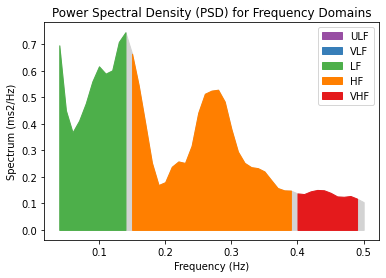 Power Spectral Density (PSD) for Frequency Domains
Spectrum (ms2/Hz)
0.7
0.6
0.5
0.4
0.3
0.2
0.1
0.0
ULF
VLF
LF
HF
VHF
0.1
0.2
0.3
0.4
0.5
Frequency (Hz)